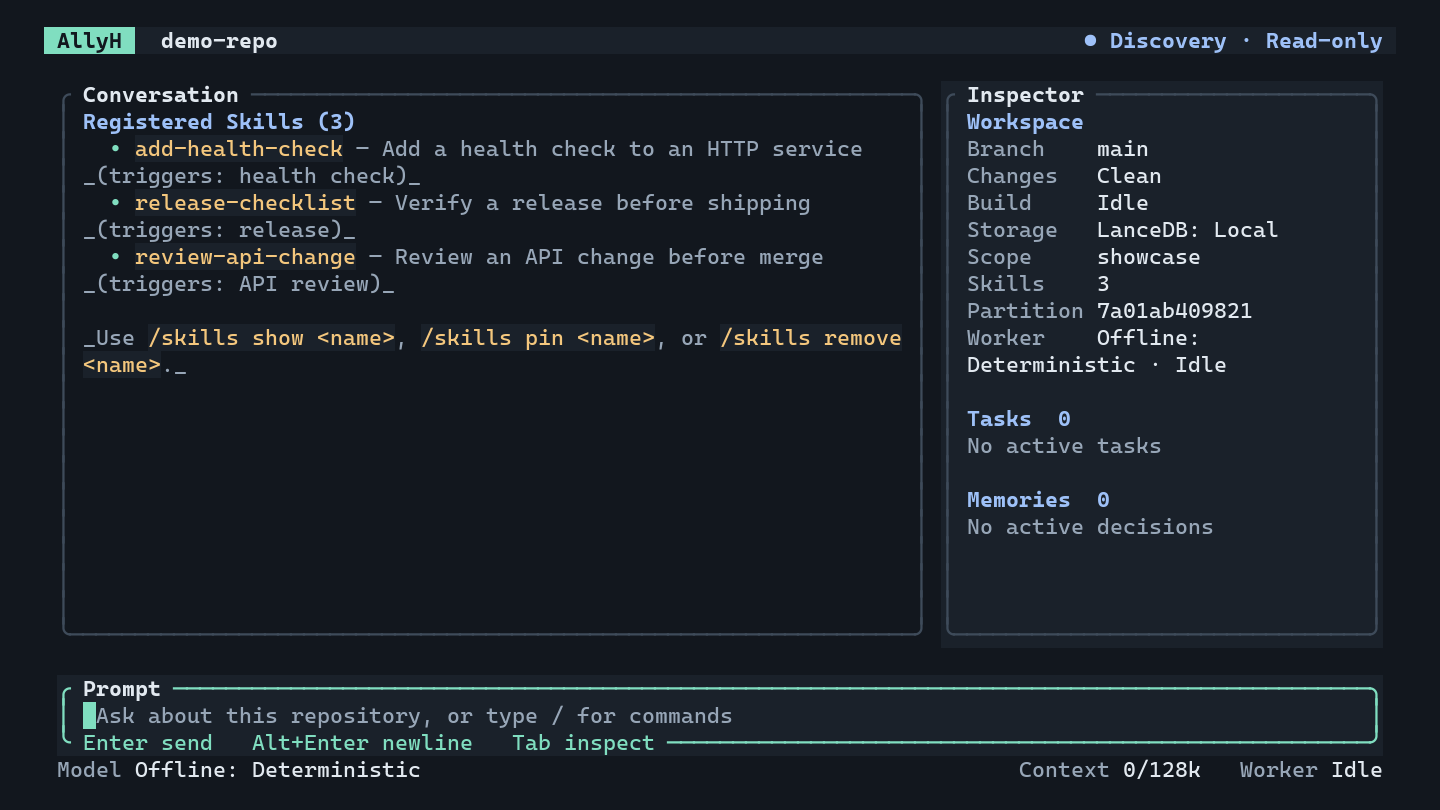 AllyH demo-repo ● Discovery · Read-only
Conversation
Registered Skills (3)
• add-health-check — Add a health check to an HTTP service
_(triggers: health check)_
• release-checklist — Verify a release before shipping
_(triggers: release)_
• review-api-change — Review an API change before merge
_(triggers: API review)_
_Use /skills show <name>, /skills pin <name>, or /skills remove
<name>._
Inspector
Workspace
Branch main
Changes Clean
Build Idle
Storage LanceDB: Local
Scope showcase
Skills 3
Partition 7a01ab409821
Worker Offline:
Deterministic · Idle
Tasks 0
No active tasks
Memories 0
No active decisions
Prompt
Ask about this repository, or type / for commands
Enter send Alt+Enter newline Tab inspect
Model Offline: Deterministic Context 0/128k Worker Idle